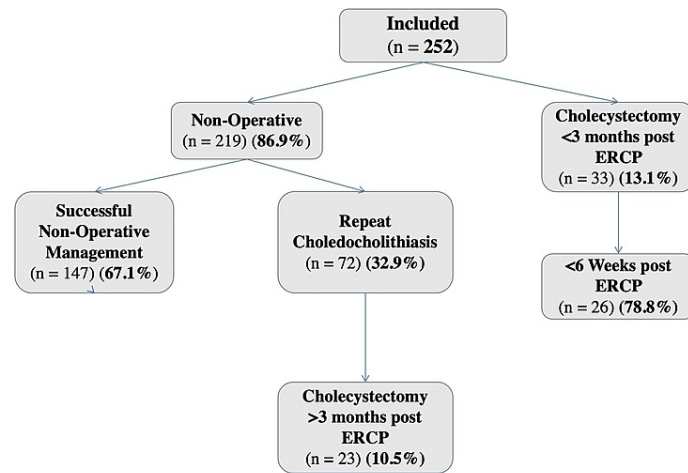 Included
(n = 252)
Non-Operative
(n = 219) (86.9%)
Cholecystectomy
<3 months post
ERCP
(n = 33) (13.1%)
Successful
Non-Operative
Management
(n = 147) (67.1%)
Repeat
Choledocholithiasis
(n = 72) (32.9%)
<6 Weeks post
ERCP
(n = 26) (78.8%)
Cholecystectomy
>3 months post
ERCP
(n = 23) (10.5%)